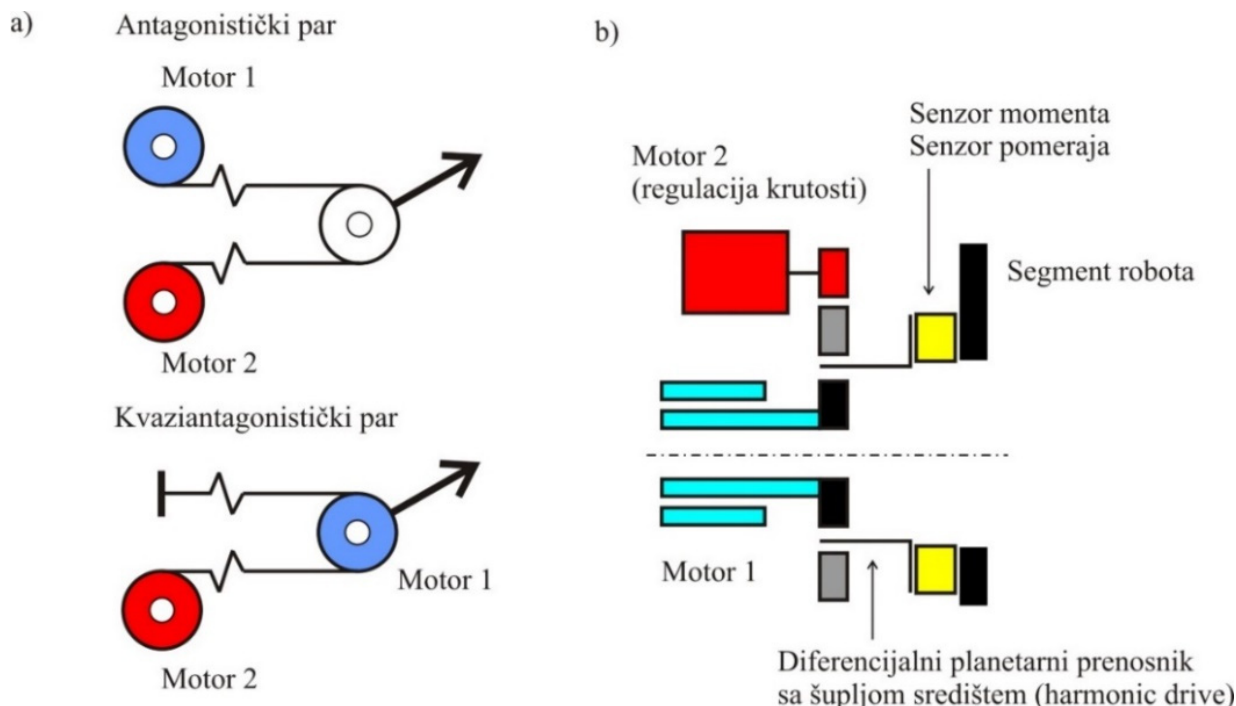 a)
Antagonistički par
Motor 1
Motor 2
Kvaziantagonistički par
Motor 1
Motor 2
b)
Senzor momenta
Senzor pomeraja
Motor 2
(regulacija krutosti)
Segment robota
Motor 1
Diferencijalni planetarni prenosnik
sa šupljom središtem (harmonic drive)